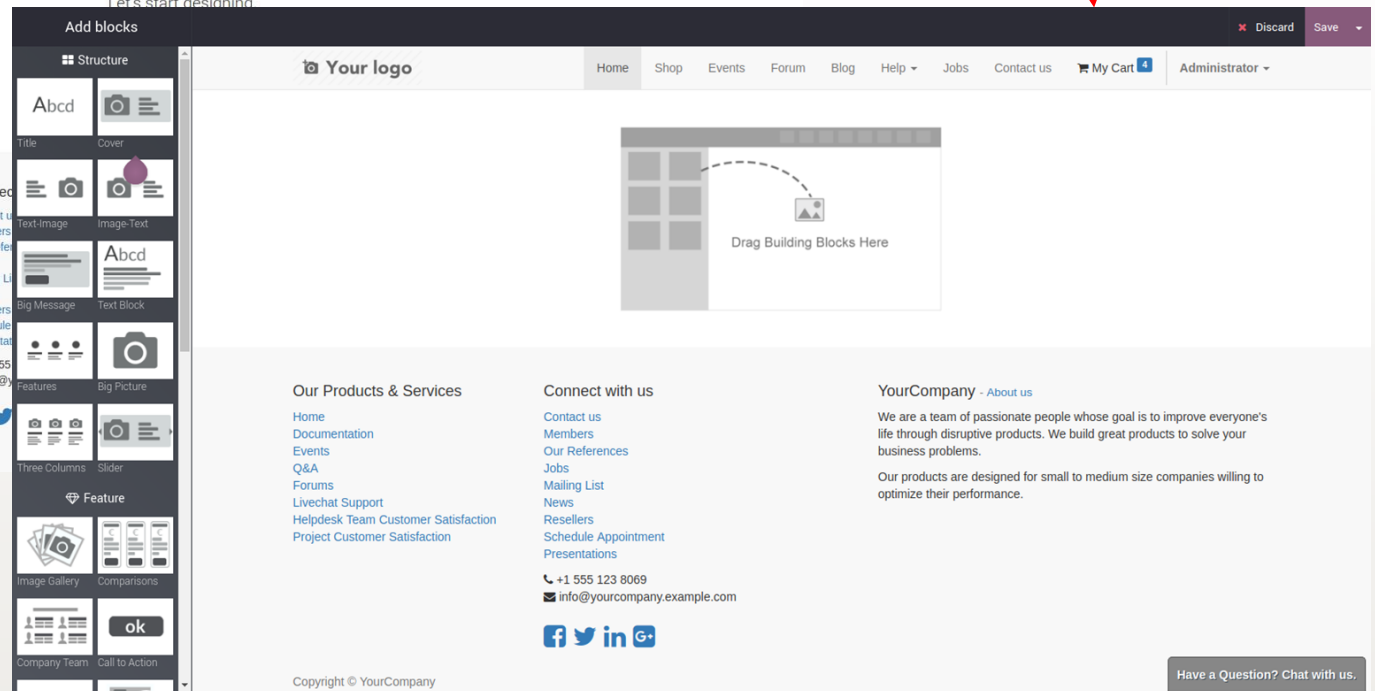 Let's start designing
Add blocks
Discard
Save
Structure
Abcd
Title
Cover
Text-Image
Image-Text
Big Message
Abcd
Text Block
Features
Big Picture
Three Columns
Slider
Feature
Image Gallery
C C C
Comparisons
Company Team
ok
Call to Action
Your logo
Home
Shop
Events
Forum
Blog
Help
Jobs
Contact us
My Cart 4
Administrator
Drag Building Blocks Here
Our Products & Services
Home
Documentation
Events
Q&A
Forums
Livechat Support
Helpdesk Team Customer Satisfaction
Project Customer Satisfaction
Connect with us
Contact us
Members
Our References
Jobs
Mailing List
News
Resellers
Schedule Appointment
Presentations
+1 555 123 8069
info@yourcompany.example.com
YourCompany - About us
We are a team of passionate people whose goal is to improve everyone's
life through disruptive products. We build great products to solve your
business problems.
Our products are designed for small to medium size companies willing to
optimize their performance.
Copyright © YourCompany
Have a Question? Chat with us.